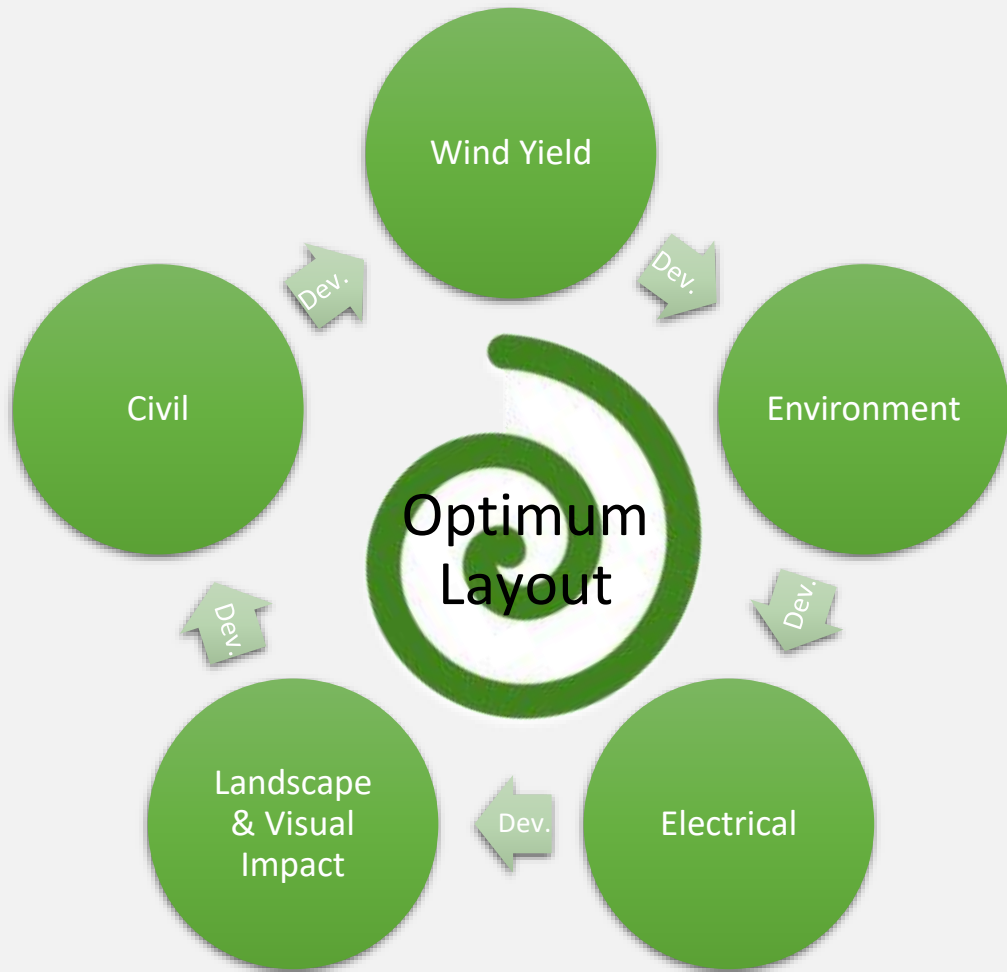 Wind Yield
Dev.
Environment
Dev.
Electrical
Dev.
Landscape
& Visual
Impact
Dev.
Civil
Dev.
Optimum
Layout